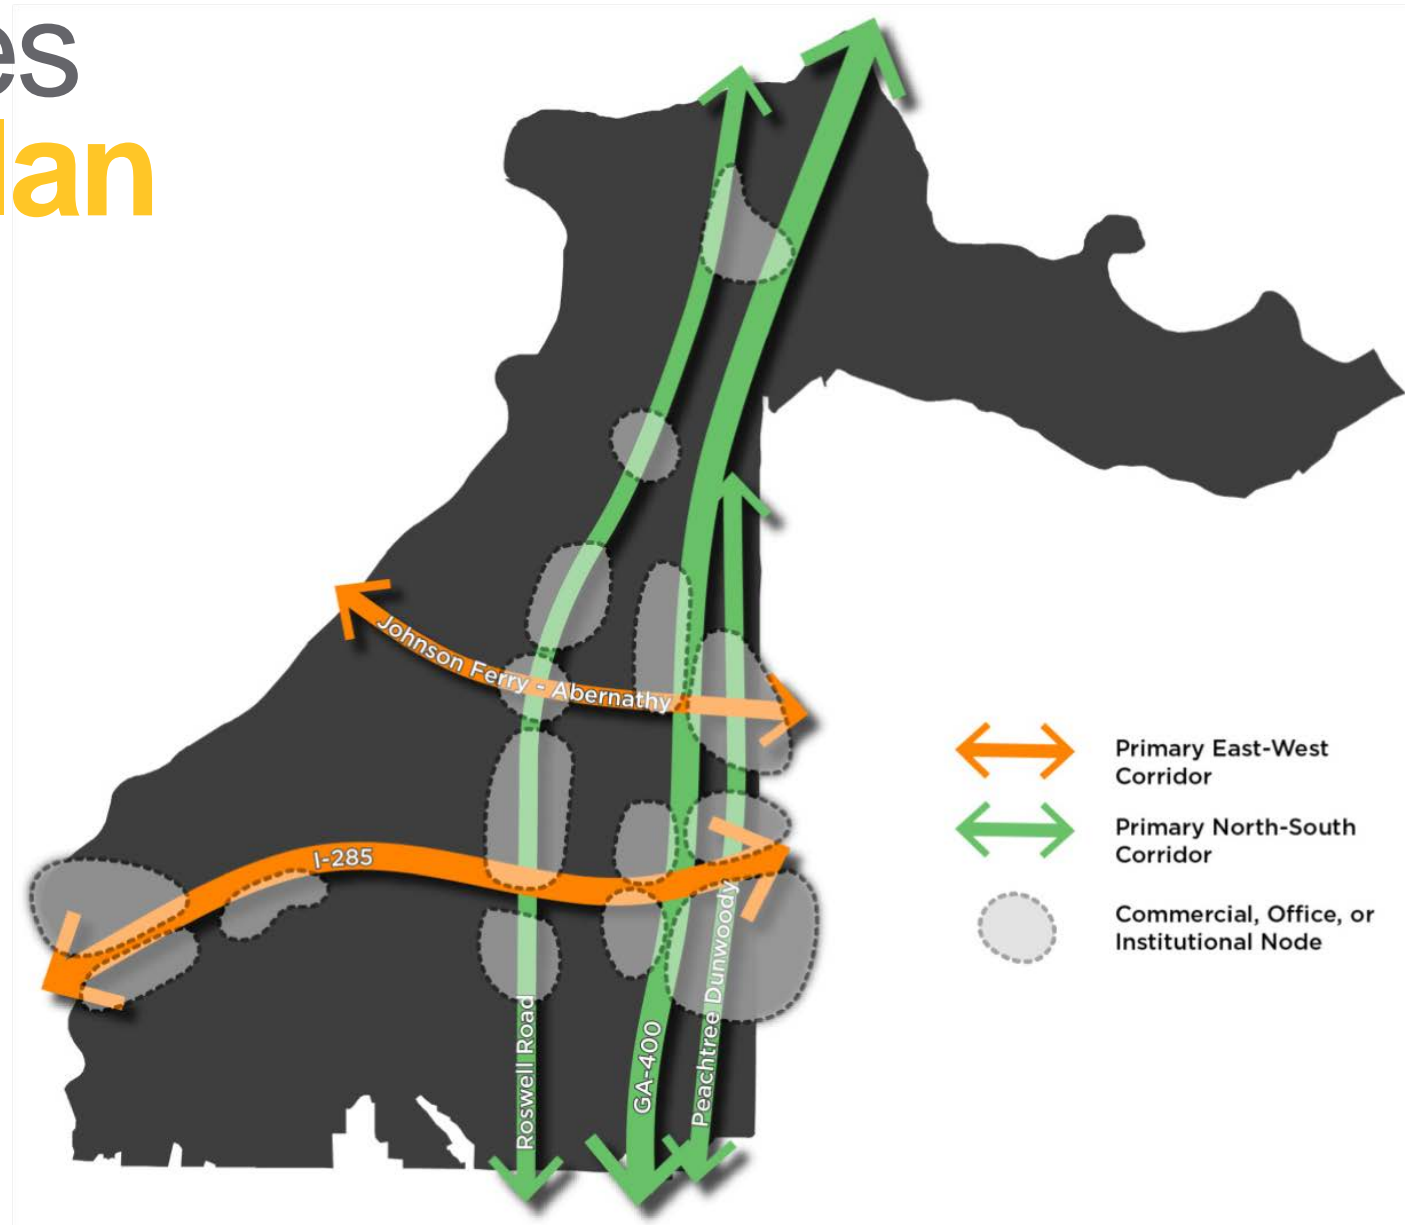 es
lan
Johnson Ferry - Abernathy
I-285
Roswell Road
GA-400
Peachtree Dunwoody
Primary East-West
Corridor
Primary North-South
Corridor
Commercial, Office, or
Institutional Node